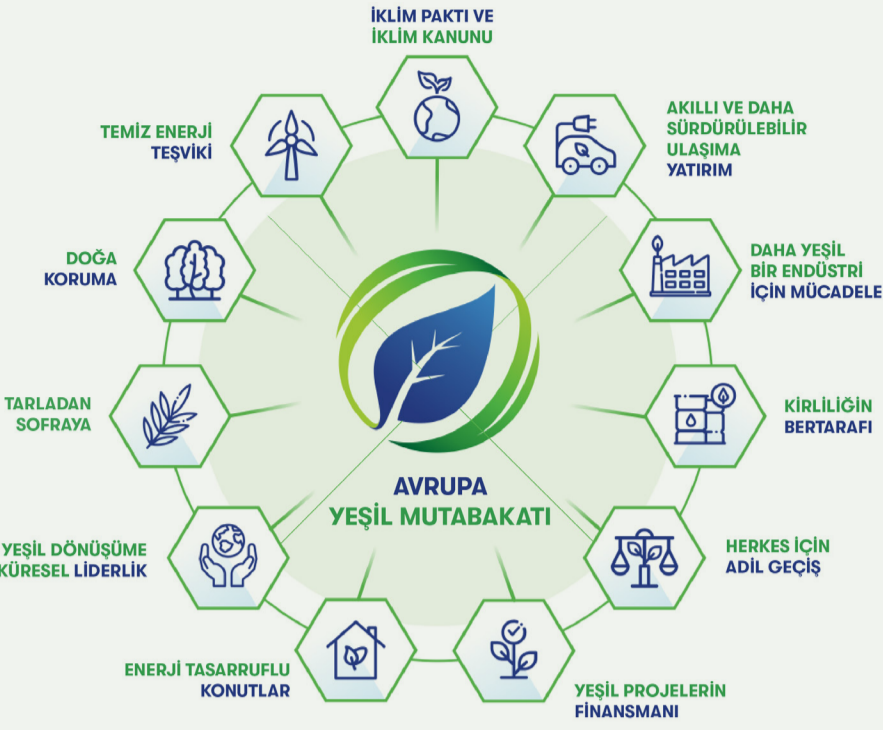 İKLİM PAKTI VE
İKLİM KANUNU
AKILLI VE DAHA
SÜRDÜRÜLEBİLİR
ULAŞIMA
YATIRIM
DAHA YEŞİL
BİR ENDÜSTRİ
İÇİN MÜCADELE
KİRLİLİĞİN
BERTARAFI
HERKES İÇİN
ADİL GEÇİŞ
YEŞİL PROJELERİN
FİNANSMANI
ENERJİ TASARRUFLU
KONUTLAR
YEŞİL DÖNÜŞÜME
KÜRESEL LİDERLİK
TARLADAN
SOFRAYA
DOĞA
KORUMA
TEMİZ ENERJİ
TEŞVİKİ
AVRUPA
YEŞİL MUTABAKATI